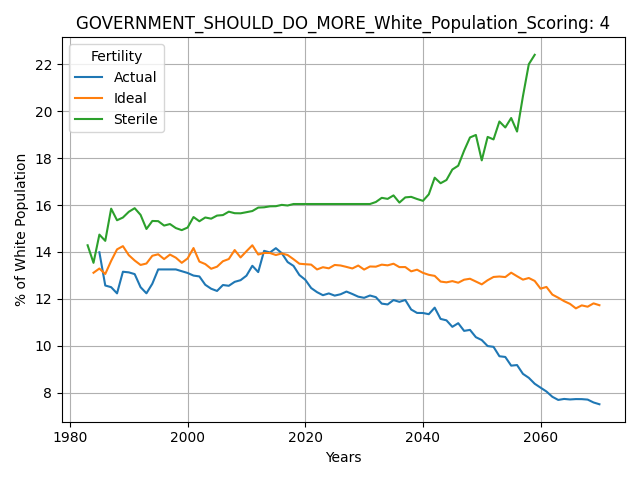 GOVERNMENT_SHOULD_DO_MORE_White_Population_Scoring: 4
Fertility
Actual
Ideal
Sterile
% of White Population
22
20
18
16
14
12
10
8
1980
2000
2020
2040
2060
Years